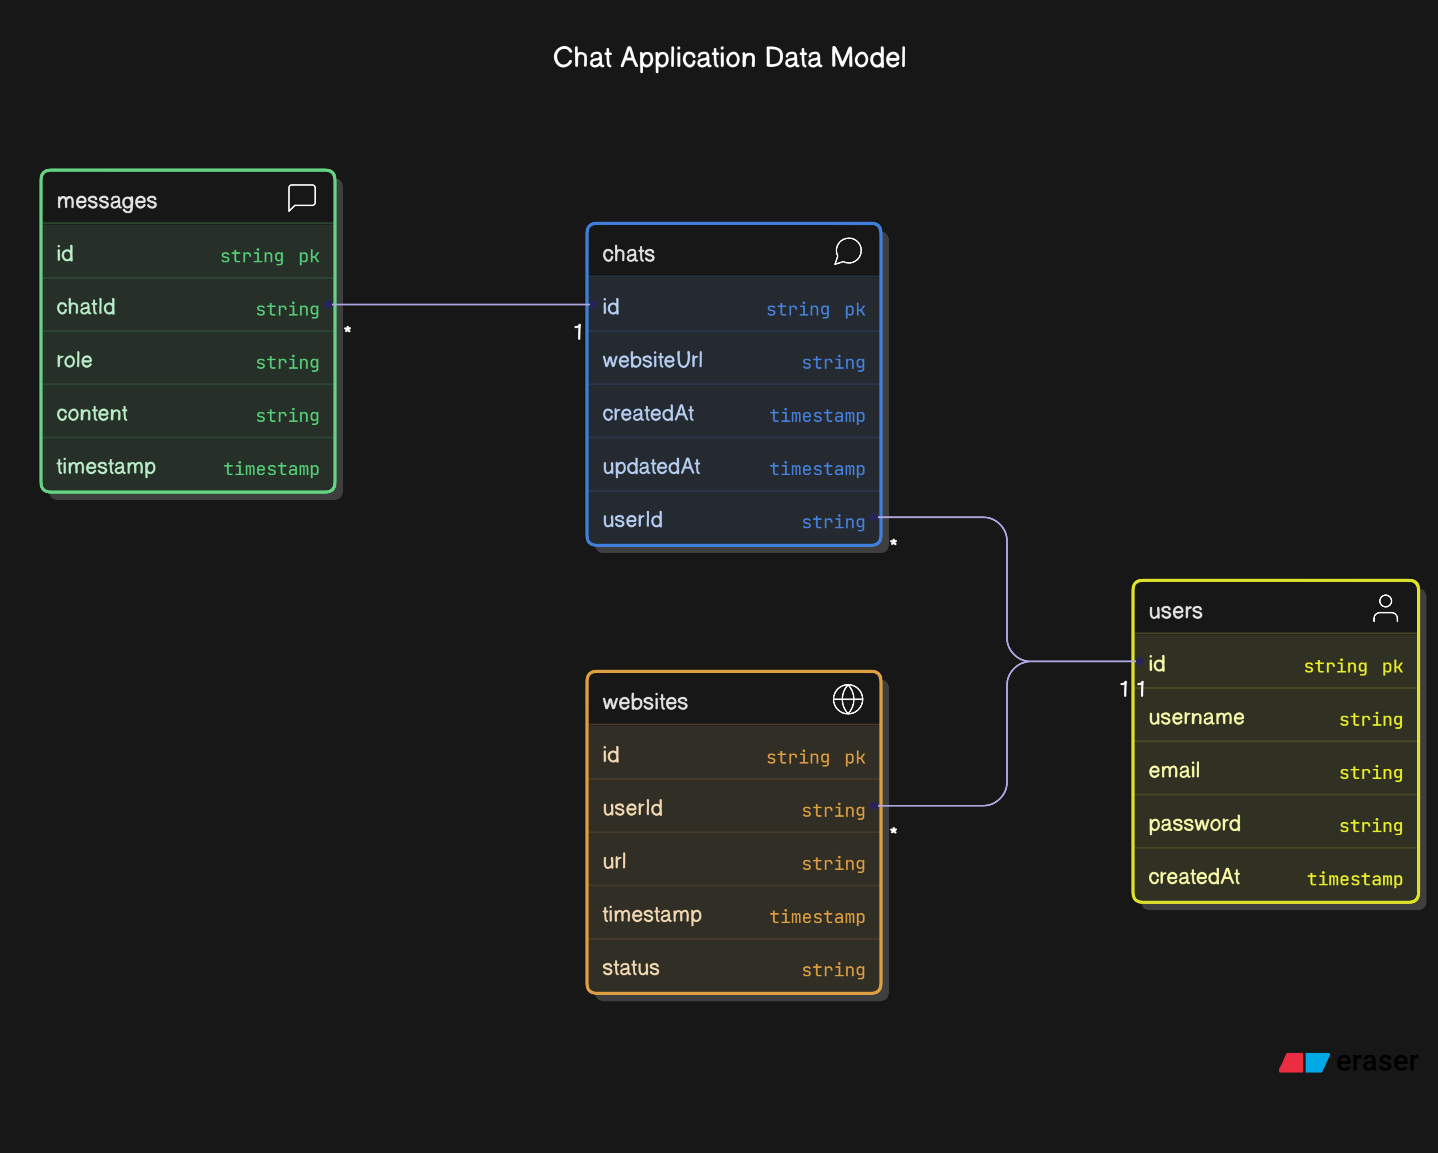 Chat Application Data Model
messages
id string pk
chatId string
role string
content string
timestamp timestamp
*
1
chats
id string pk
websiteUrl string
createdAt timestamp
updatedAt timestamp
userId string
*
websites
id string pk
userId string
url string
timestamp timestamp
status string
*
1 1
users
id string pk
username string
email string
password string
createdAt timestamp
eraser